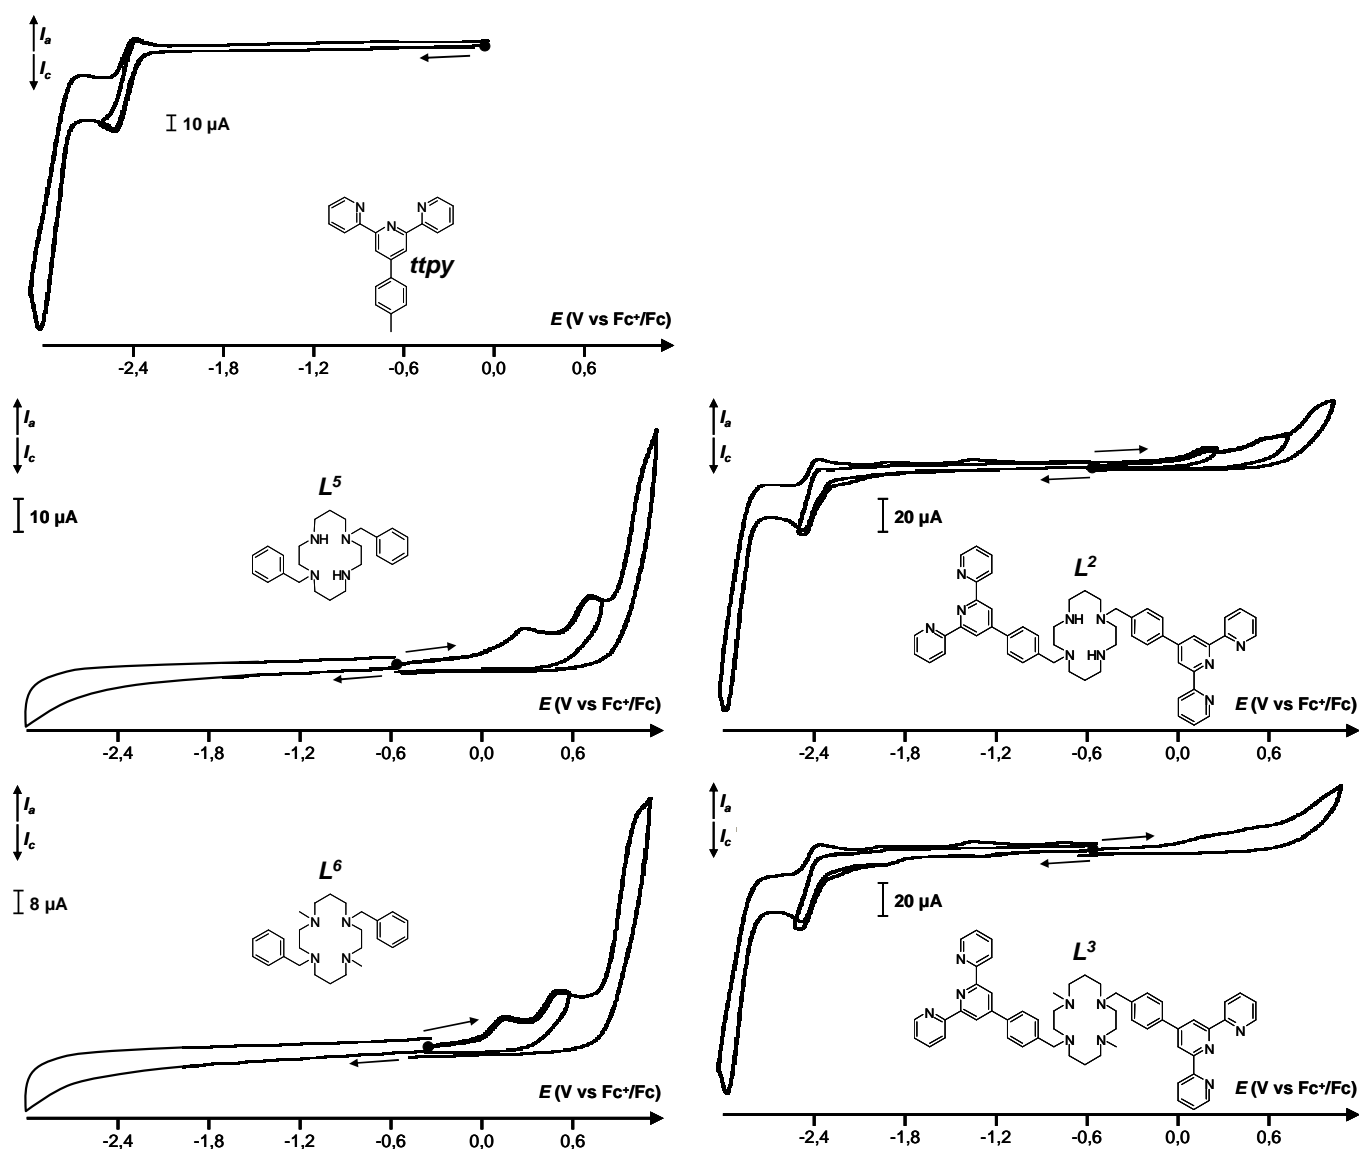 Ia
Ic
10 µA
N
N
N
ttpy
E (V vs Fc+/Fc)
-2,4 -1,8 -1,2 -0,6 0,0 0,6
Ia
Ic
10 µA
L5
NH N
N HN
E (V vs Fc+/Fc)
-2,4 -1,8 -1,2 -0,6 0,0 0,6
Ia
Ic
20 µA
L2
N
N
N
NH N
N HN
N
N
N
E (V vs Fc+/Fc)
-2,4 -1,8 -1,2 -0,6 0,0 0,6
Ia
Ic
8 µA
L6
N N
N N
E (V vs Fc+/Fc)
-2,4 -1,8 -1,2 -0,6 0,0 0,6
Ia
Ic
20 µA
L3
N
N
N
N N
N N
N
N
N
E (V vs Fc+/Fc)
-2,4 -1,8 -1,2 -0,6 0,0 0,6